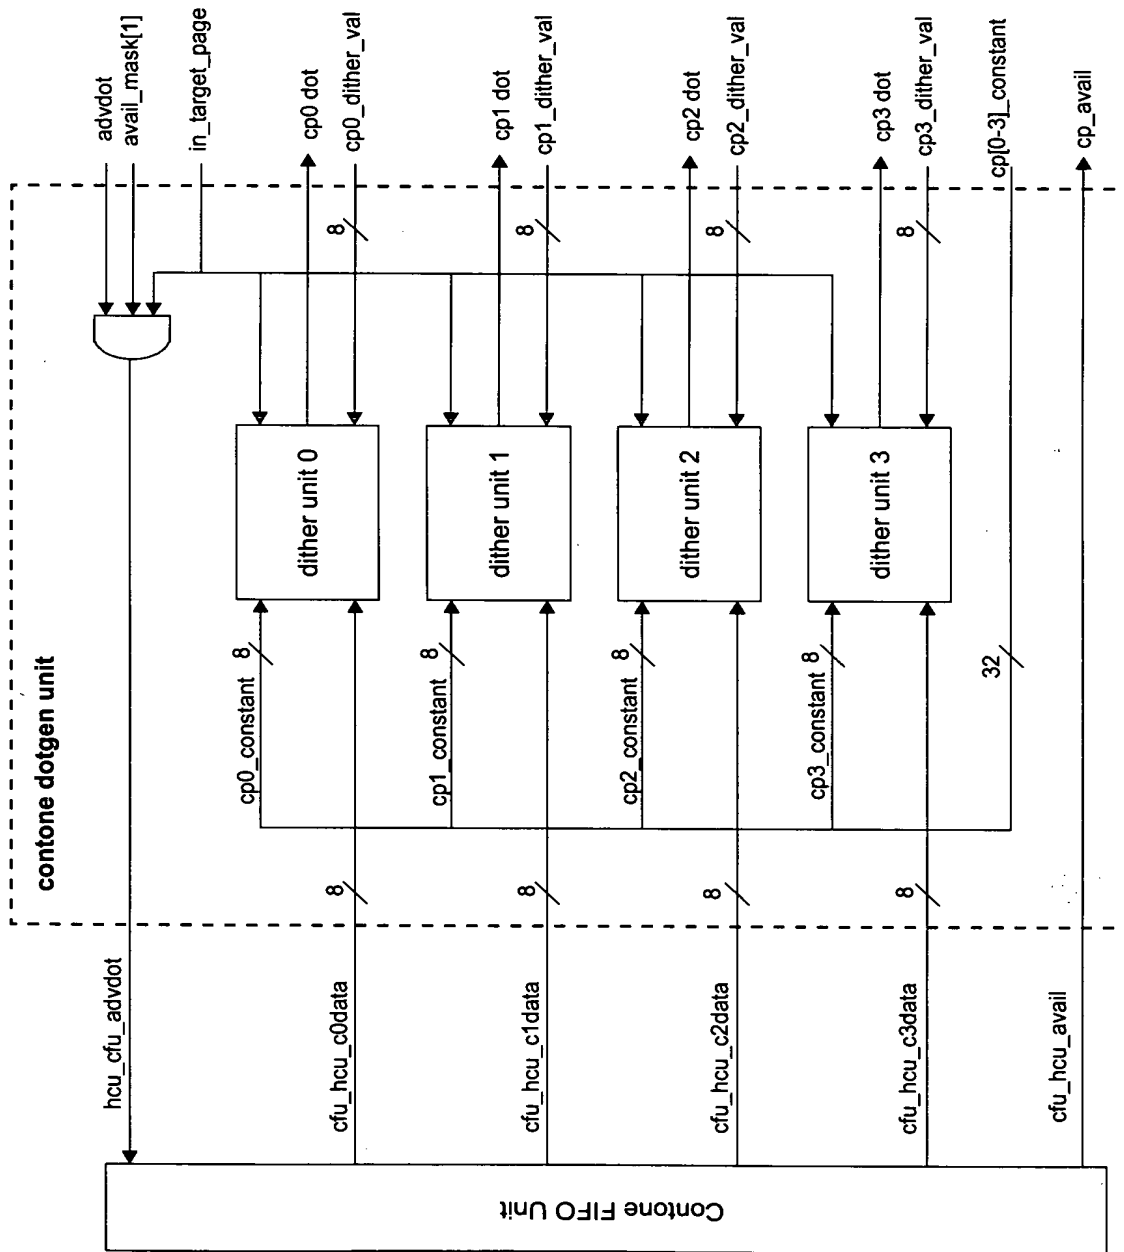 contone dotgen unit
Contone FIFO Unit
hcu_cfu_advdot
advdot
avail_mask[1]
in_target_page
cfu_hcu_c0data
8
cp0_constant
8
dither unit 0
cp0 dot
8
cp0_dither_val
cfu_hcu_c1data
8
cp1_constant
8
dither unit 1
cp1 dot
8
cp1_dither_val
cfu_hcu_c2data
8
cp2_constant
8
dither unit 2
cp2 dot
8
cp2_dither_val
cfu_hcu_c3data
8
cp3_constant
8
dither unit 3
cp3 dot
8
cp3_dither_val
32
cp[0-3]_constant
cfu_hcu_avail
cp_avail